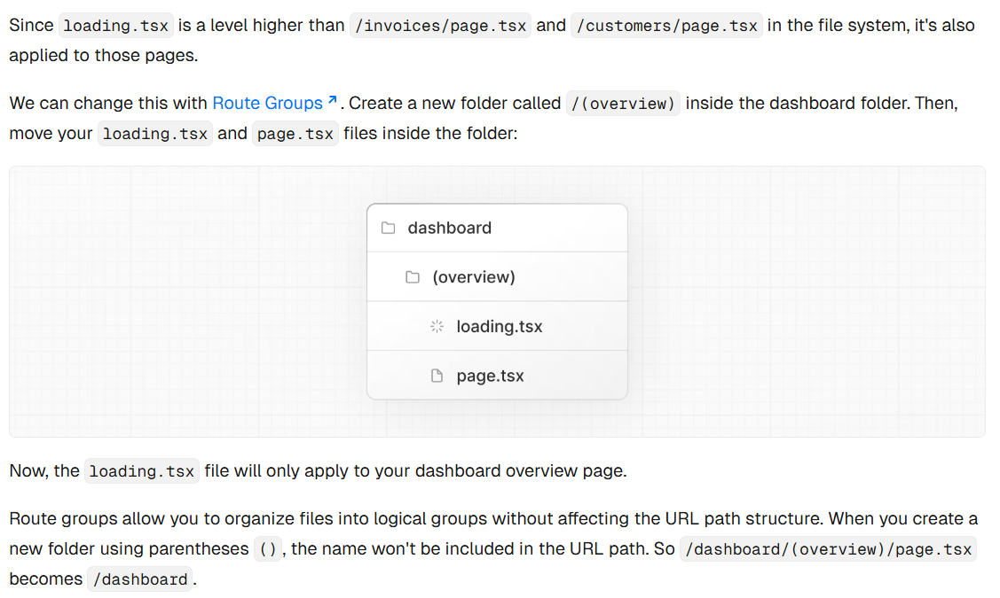 Since loading.tsx is a level higher than /invoices/page.tsx and /customers/page.tsx in the file system, it's also
applied to those pages.
We can change this with Route Groups ↗. Create a new folder called /(overview) inside the dashboard folder. Then,
move your loading.tsx and page.tsx files inside the folder:
dashboard
(overview)
loading.tsx
page.tsx
Now, the loading.tsx file will only apply to your dashboard overview page.
Route groups allow you to organize files into logical groups without affecting the URL path structure. When you create a
new folder using parentheses (), the name won't be included in the URL path. So /dashboard/(overview)/page.tsx
becomes /dashboard.